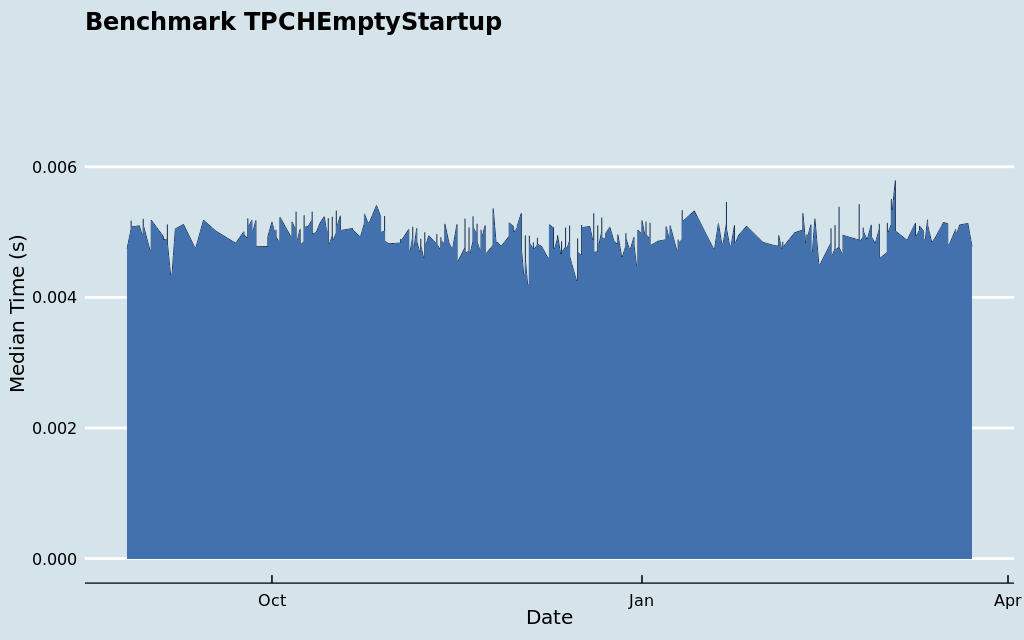 Benchmark TPCHEmptyStartup
Median Time (s)
0.006
0.004
0.002
0.000
Oct
Jan
Apr
Date